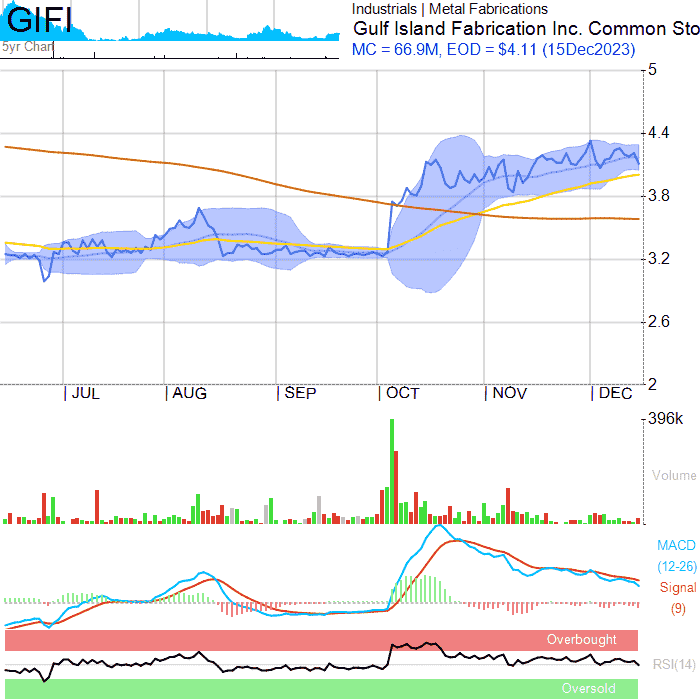 GIFI
5yr Chart
Industrials | Metal Fabrications
Gulf Island Fabrication Inc. Common Sto
MC = 66.9M, EOD = $4.11 (15Dec2023)
5
4.4
3.8
3.2
2.6
2
JUL AUG SEP OCT NOV DEC
396k
Volume
MACD
(12-26)
Signal
(9)
Overbought
RSI(14)
Oversold